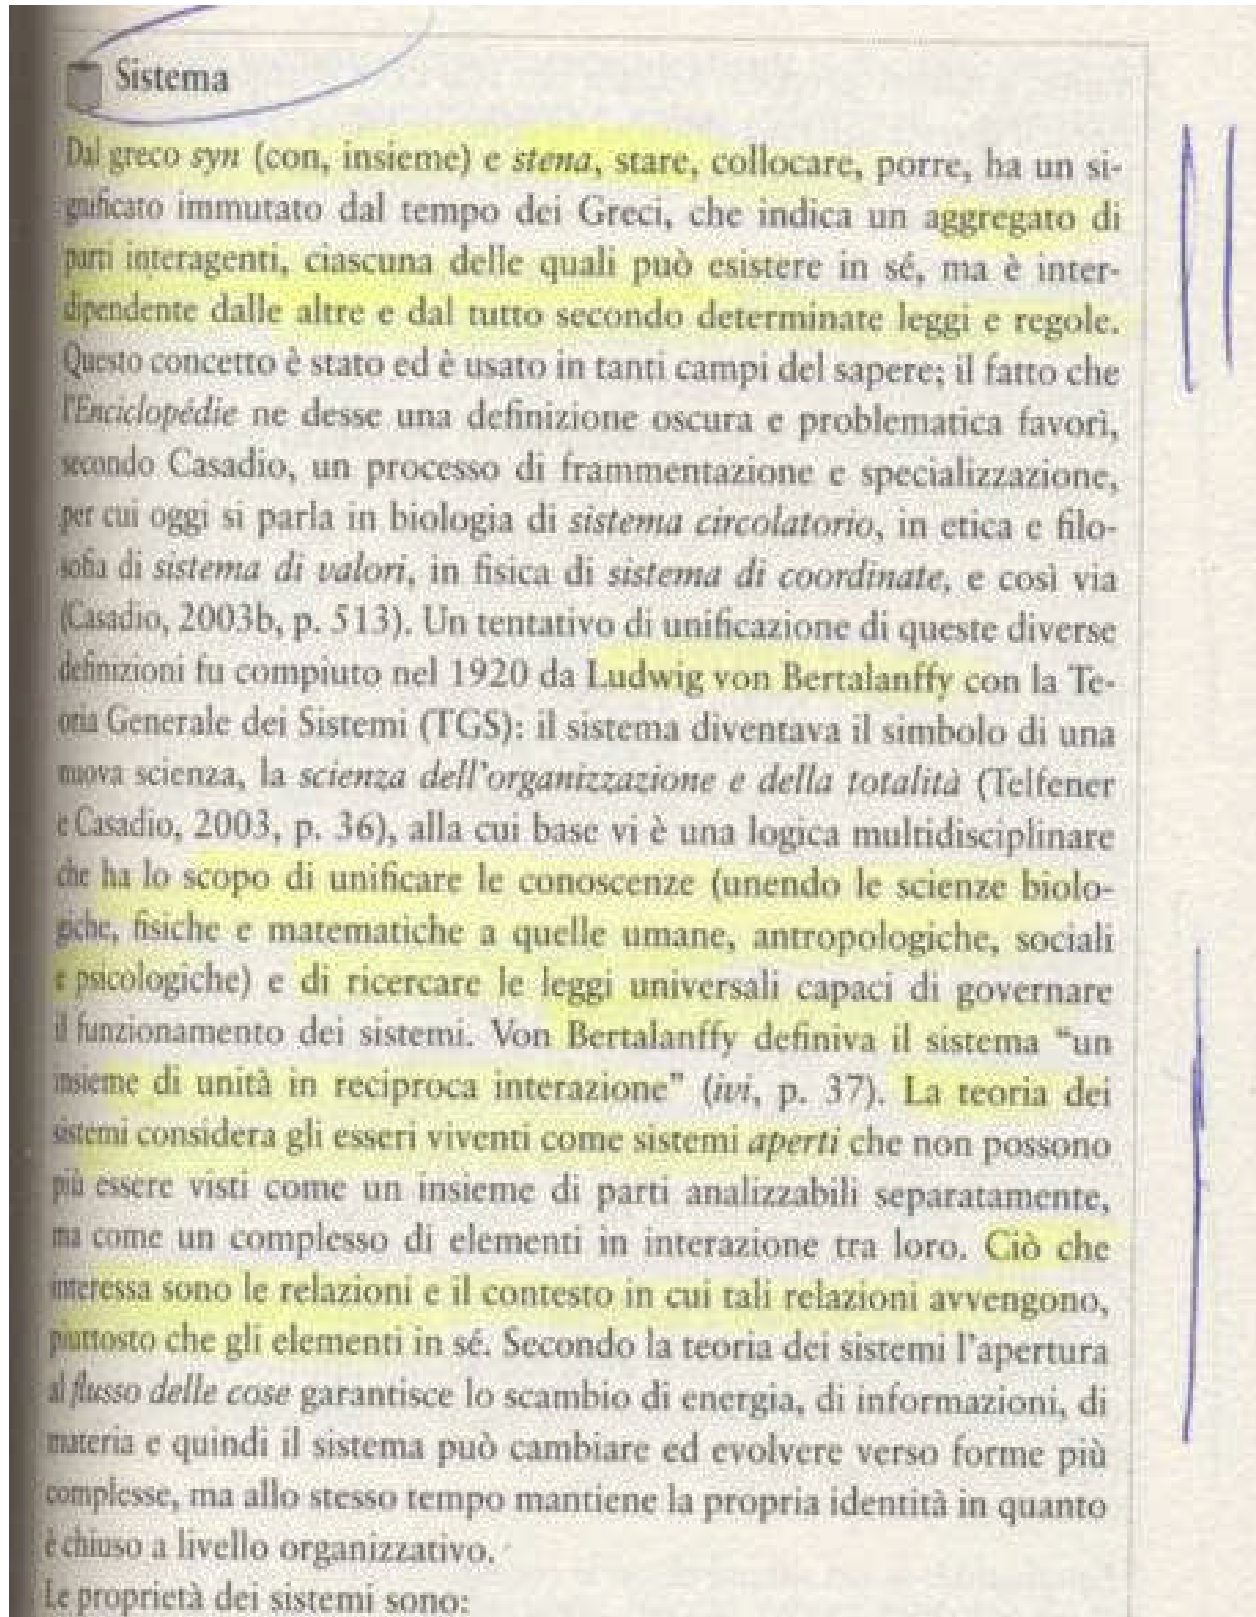 Sistema
Dal greco syn (con, insieme) e stena, stare, collocare, porre, ha un si-
gnificato immutato dal tempo dei Greci, che indica un aggregato di
parti interagenti, ciascuna delle quali può esistere in sé, ma è inter-
dipendente dalle altre e dal tutto secondo determinate leggi e regole.
Questo concetto è stato ed è usato in tanti campi del sapere; il fatto che
l'Enciclopédie ne desse una definizione oscura e problematica favorì,
secondo Casadio, un processo di frammentazione e specializzazione,
per cui oggi si parla in biologia di sistema circolatorio, in etica e filo-
sofia di sistema di valori, in fisica di sistema di coordinate, e così via
(Casadio, 2003b, p. 513). Un tentativo di unificazione di queste diverse
definizioni fu compiuto nel 1920 da Ludwig von Bertalanffy con la Te-
oria Generale dei Sistemi (TGS): il sistema diventava il simbolo di una
nuova scienza, la scienza dell'organizzazione e della totalità (Telfener
e Casadio, 2003, p. 36), alla cui base vi è una logica multidisciplinare
che ha lo scopo di unificare le conoscenze (unendo le scienze biolo-
giche, fisiche e matematiche a quelle umane, antropologiche, sociali
e psicologiche) e di ricercare le leggi universali capaci di governare
il funzionamento dei sistemi. Von Bertalanffy definiva il sistema “un
insieme di unità in reciproca interazione” (ivi, p. 37). La teoria dei
sistemi considera gli esseri viventi come sistemi aperti che non possono
più essere visti come un insieme di parti analizzabili separatamente,
ma come un complesso di elementi in interazione tra loro. Ciò che
interessa sono le relazioni e il contesto in cui tali relazioni avvengono,
piuttosto che gli elementi in sé. Secondo la teoria dei sistemi l'apertura
al flusso delle cose garantisce lo scambio di energia, di informazioni, di
materia e quindi il sistema può cambiare ed evolvere verso forme più
complesse, ma allo stesso tempo mantiene la propria identità in quanto
è chiuso a livello organizzativo.
Le proprietà dei sistemi sono: